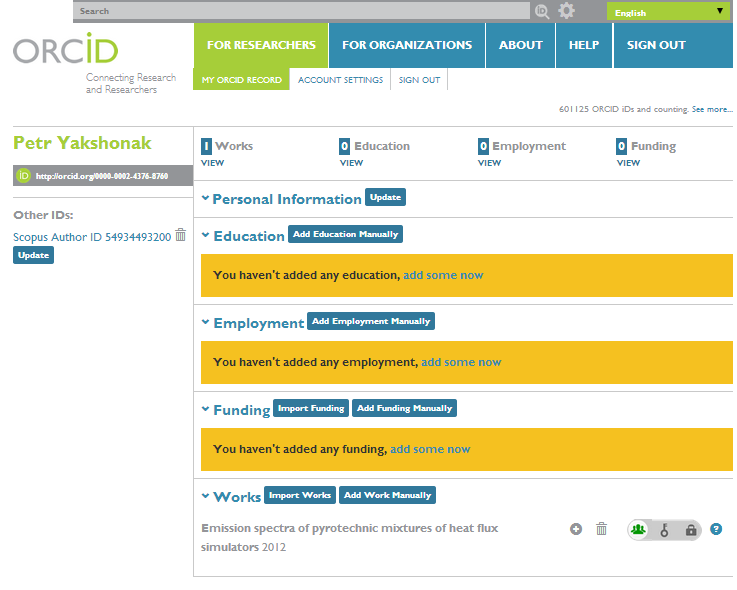 Search
English
ORCiD
Connecting Research
and Researchers
FOR RESEARCHERS
FOR ORGANIZATIONS
ABOUT
HELP
SIGN OUT
MY ORCID RECORD
ACCOUNT SETTINGS
SIGN OUT
601125 ORCID iDs and counting. See more...
Petr Yakshonak
iD http://orcid.org/0000-0002-4376-8760
Other IDs:
Scopus Author ID 54934493200
Update
1 Works
VIEW
0 Education
VIEW
0 Employment
VIEW
0 Funding
VIEW
Personal Information Update
Education Add Education Manually
You haven't added any education, add some now
Employment Add Employment Manually
You haven't added any employment, add some now
Funding Import Funding Add Funding Manually
You haven't added any funding, add some now
Works Import Works Add Work Manually
Emission spectra of pyrotechnic mixtures of heat flux
simulators 2012